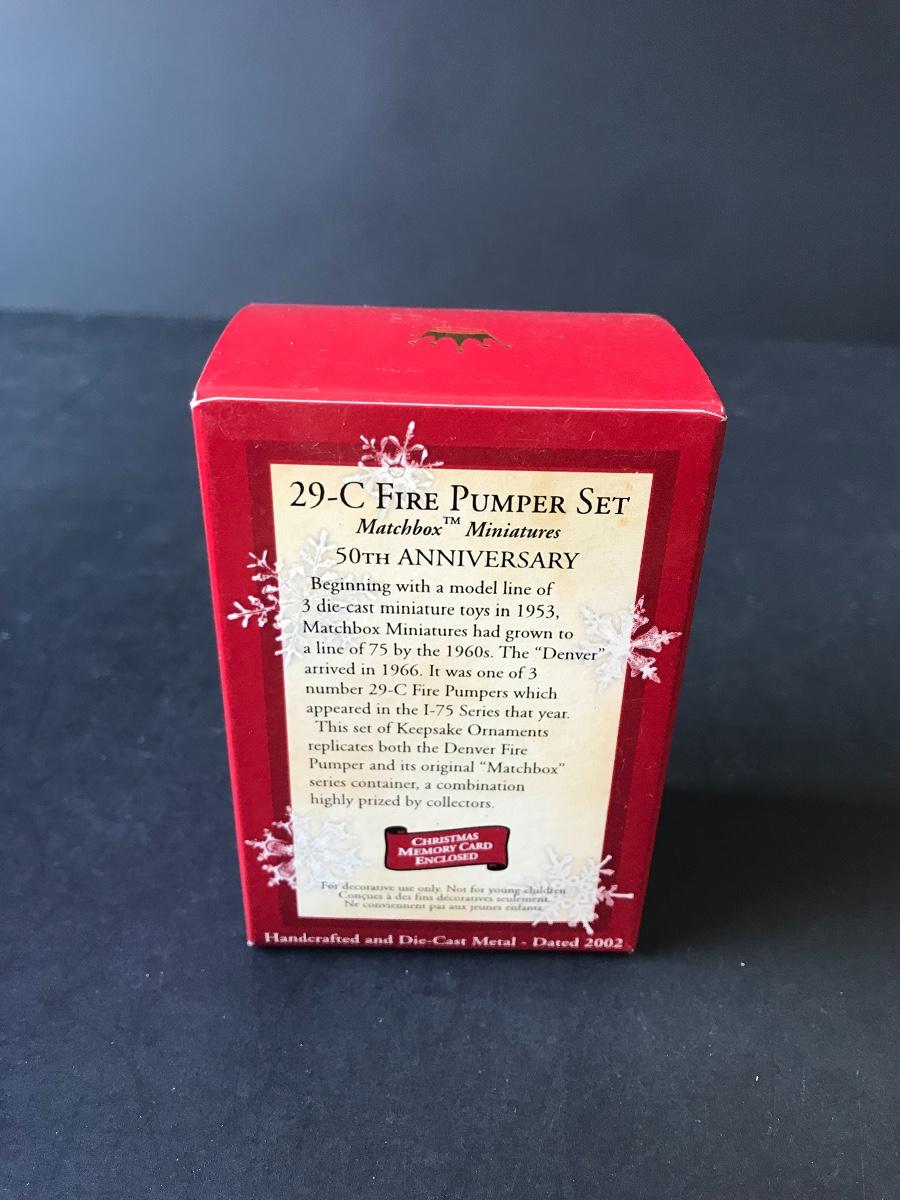 29-C Fire Pumper Set
Matchbox™ Miniatures
50TH ANNIVERSARY
Beginning with a model line of
3 die-cast miniature toys in 1953,
Matchbox Miniatures had grown to
a line of 75 by the 1960s. The “Denver”
arrived in 1966. It was one of 3
number 29-C Fire Pumpers which
appeared in the I-75 Series that year.
This set of Keepsake Ornaments
replicates both the Denver Fire
Pumper and its original “Matchbox”
series container, a combination
highly prized by collectors.
CHRISTMAS
MEMORY CARD
ENCLOSED
For decorative use only. Not for young children.
Conçues à des fins décoratives seulement.
Ne conviennent pas aux jeunes enfants.
Handcrafted and Die-Cast Metal - Dated 2002